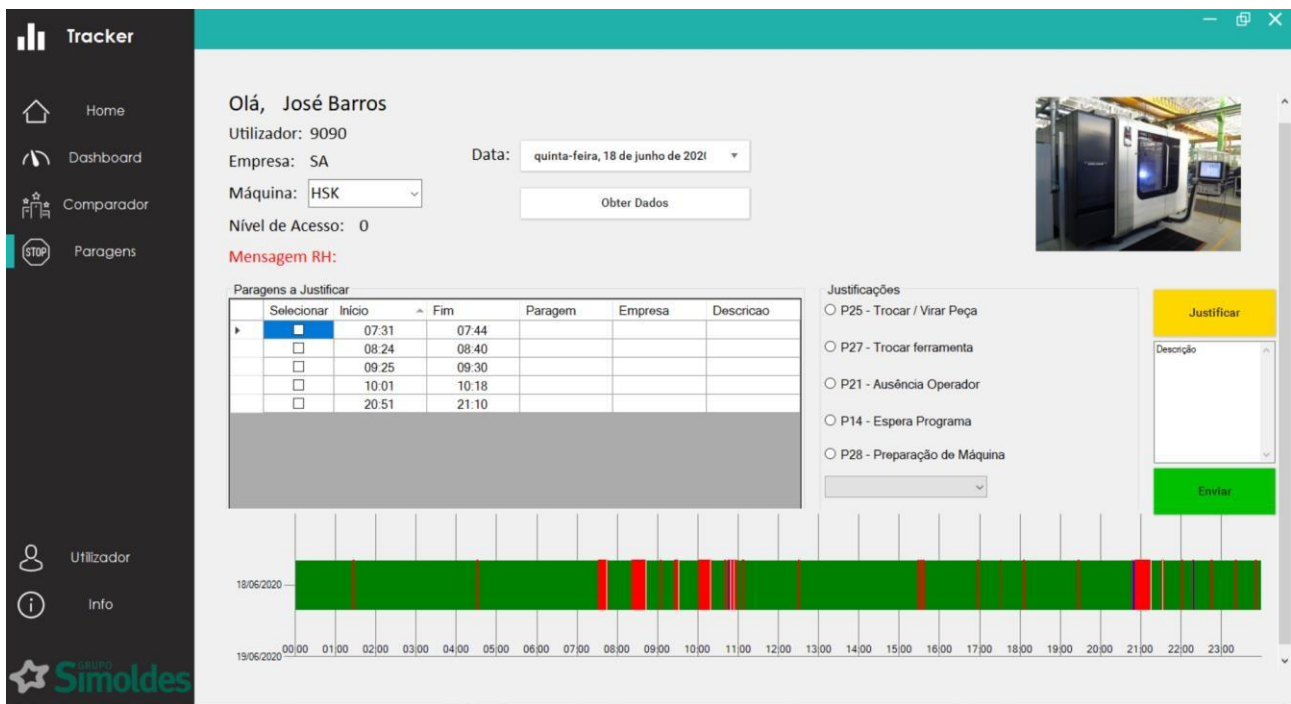 Tracker
Home
Dashboard
Comparador
STOP Paragens
Utilizador
Info
GRUPO
Simoldes
Olá, José Barros
Utilizador: 9090
Empresa: SA
Máquina: HSK
Nível de Acesso: 0
Mensagem RH:
Data: quinta-feira, 18 de junho de 202
Obter Dados
Paragens a Justificar
Selecionar Início Fim Paragem Empresa Descricao
07:31 07:44
08:24 08:40
09:25 09:30
10:01 10:18
20:51 21:10
Justificações
P25 - Trocar / Virar Peça
P27 - Trocar ferramenta
P21 - Ausência Operador
P14 - Espera Programa
P28 - Preparação de Máquina
Justificar
Descrição
Enviar
18/06/2020
19/06/2020
00:00 01:00 02:00 03:00 04:00 05:00 06:00 07:00 08:00 09:00 10:00 11:00 12:00 13:00 14:00 15:00 16:00 17:00 18:00 19:00 20:00 21:00 22:00 23:00